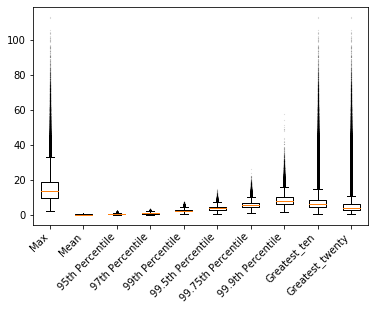 100
80
60
40
20
0
Max
Mean
95th Percentile
97th Percentile
99th Percentile
99.5th Percentile
99.75th Percentile
99.9th Percentile
Greatest_ten
Greatest_twenty